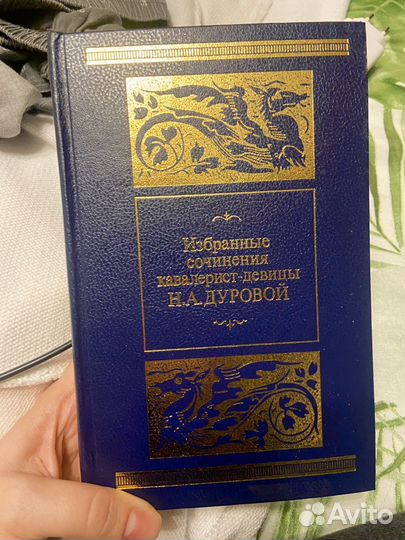 Избранные
сочинения
кавалерист-девицы
Н.А.ДУРОВОЙ
Avito